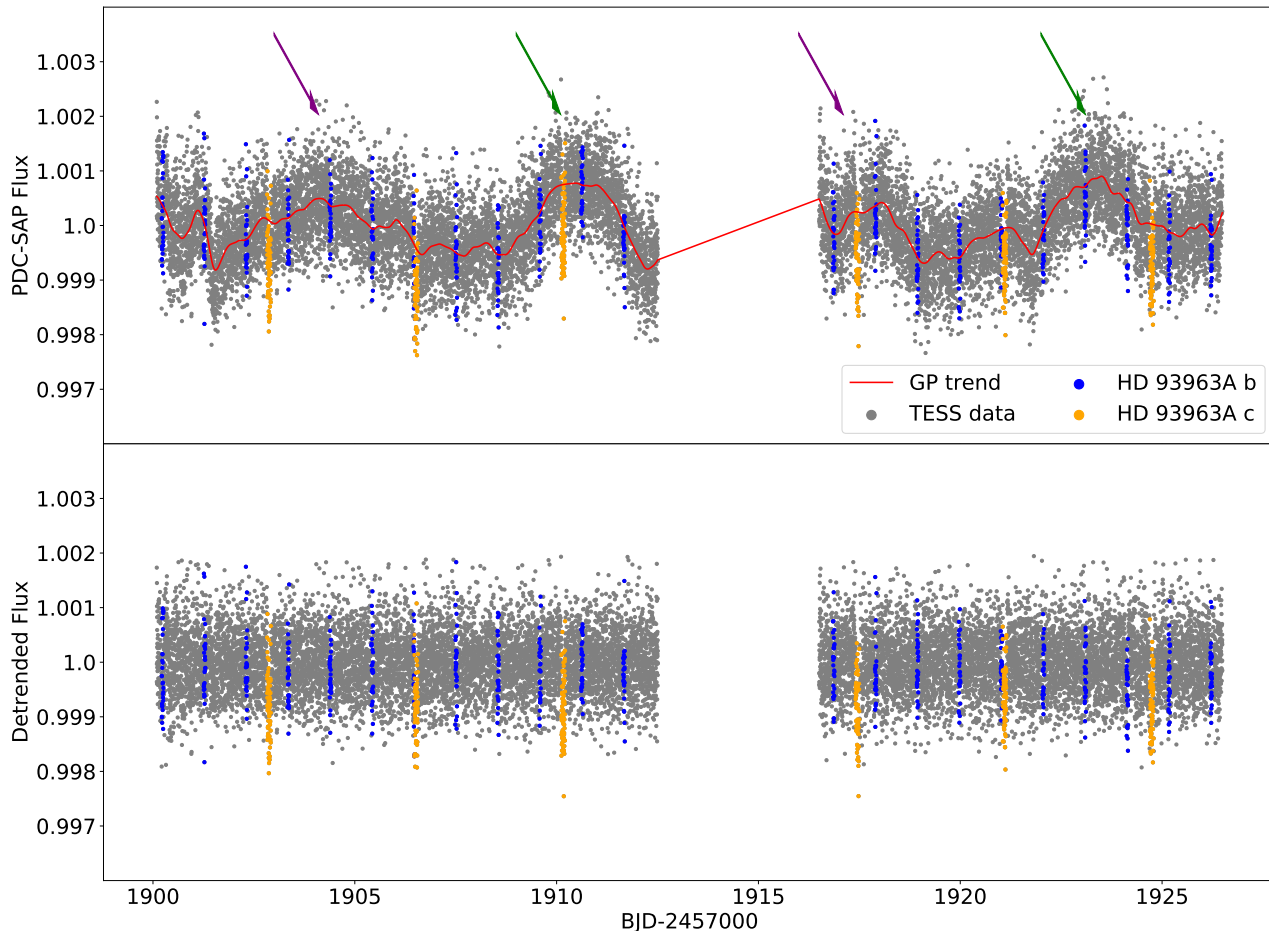 PDC-SAP Flux
1.003
1.002
1.001
1.0
0.999
0.998
0.997
GP trend
TESS data
HD 93963A b
HD 93963A c
Detrended Flux
1.003
1.002
1.001
1.0
0.999
0.998
0.997
1900
1905
1910
1915
1920
1925
BJD-2457000